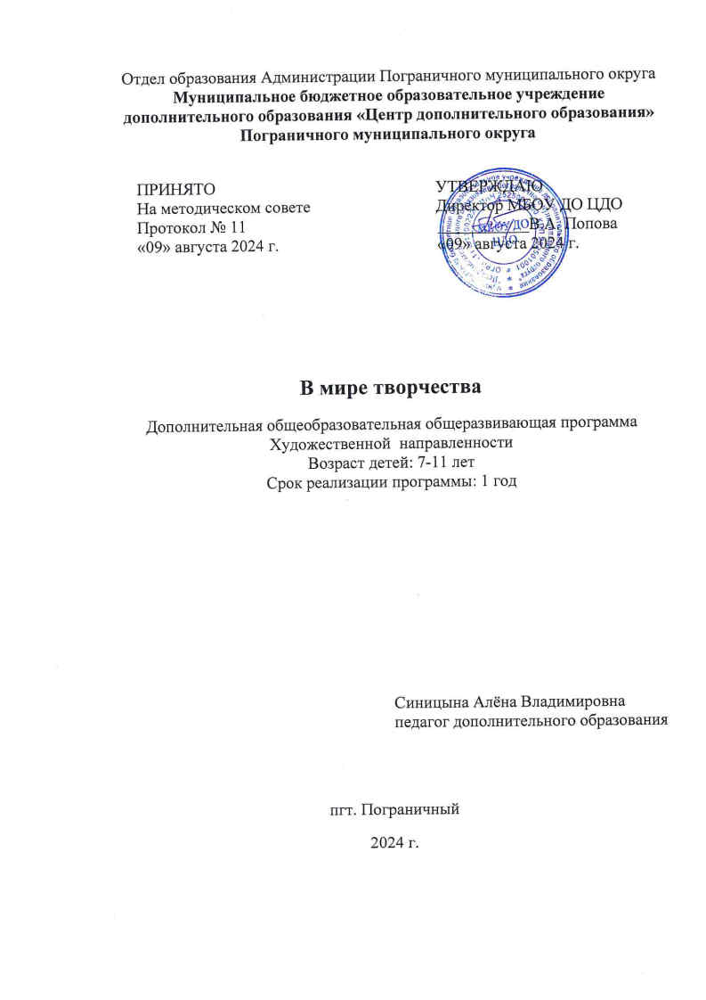 Отдел образования Администрации Пограничного муниципального округа
Муниципальное бюджетное образовательное учреждение
дополнительного образования «Центр дополнительного образования»
Пограничного муниципального округа
ПРИНЯТО
На методическом совете
Протокол № 11
«09» августа 2024 г.
УТВЕРЖДАЮ
Директор МБОУ ДО ЦДО
В.А. Попова
«09» августа 2024 г.
МБОУ ДО
ЦДО
В мире творчества
Дополнительная общеобразовательная общеразвивающая программа
Художественной направленности
Возраст детей: 7-11 лет
Срок реализации программы: 1 год
Синицына Алёна Владимировна
педагог дополнительного образования
пгт. Пограничный
2024 г.